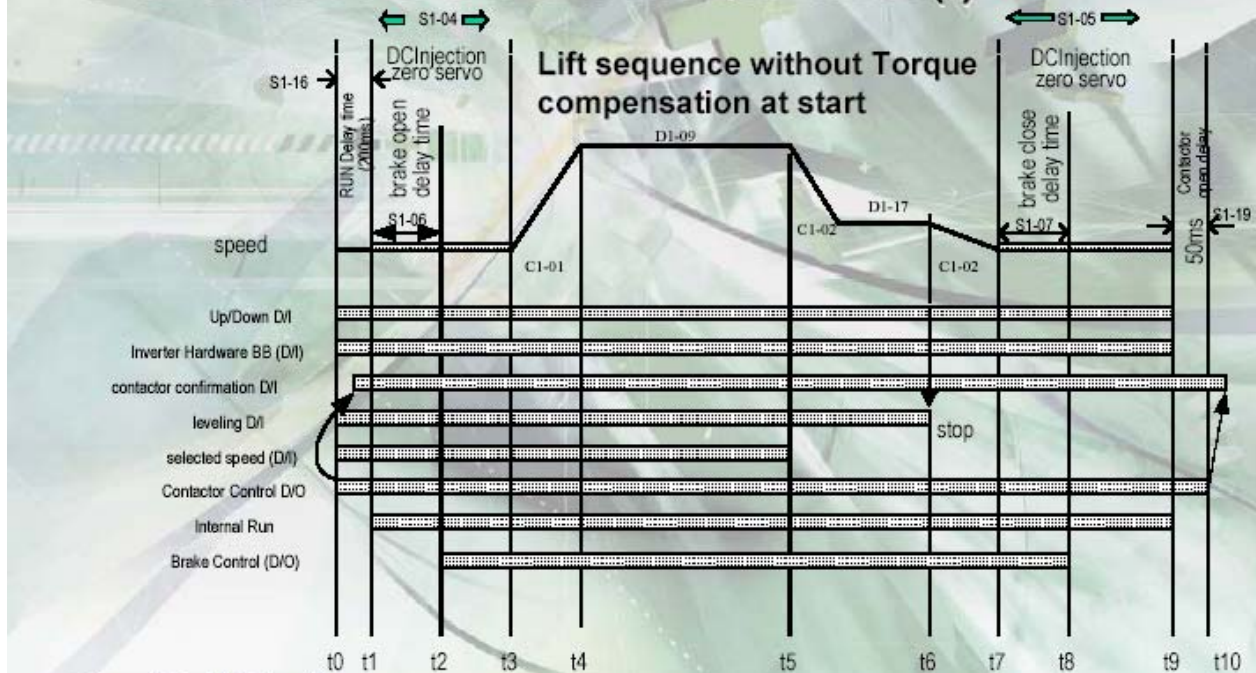 S1-04
S1-05
DCInjection
zero servo
Lift sequence without Torque
compensation at start
DCInjection
zero servo
S1-16
RUN Delay time
(200ms)
brake open
delay time
D1-09
brake close
delay time
Contactor
open delay
S1-06
D1-17
S1-07
S1-19
50ms
speed
C1-01
C1-02
C1-02
Up/Down D/I
Inverter Hardware BB (D/I)
contactor confirmation D/I
leveling D/I
stop
selected speed (D/I)
Contactor Control D/O
Internal Run
Brake Control (D/O)
t0 t1 t2 t3 t4 t5 t6 t7 t8 t9 t10